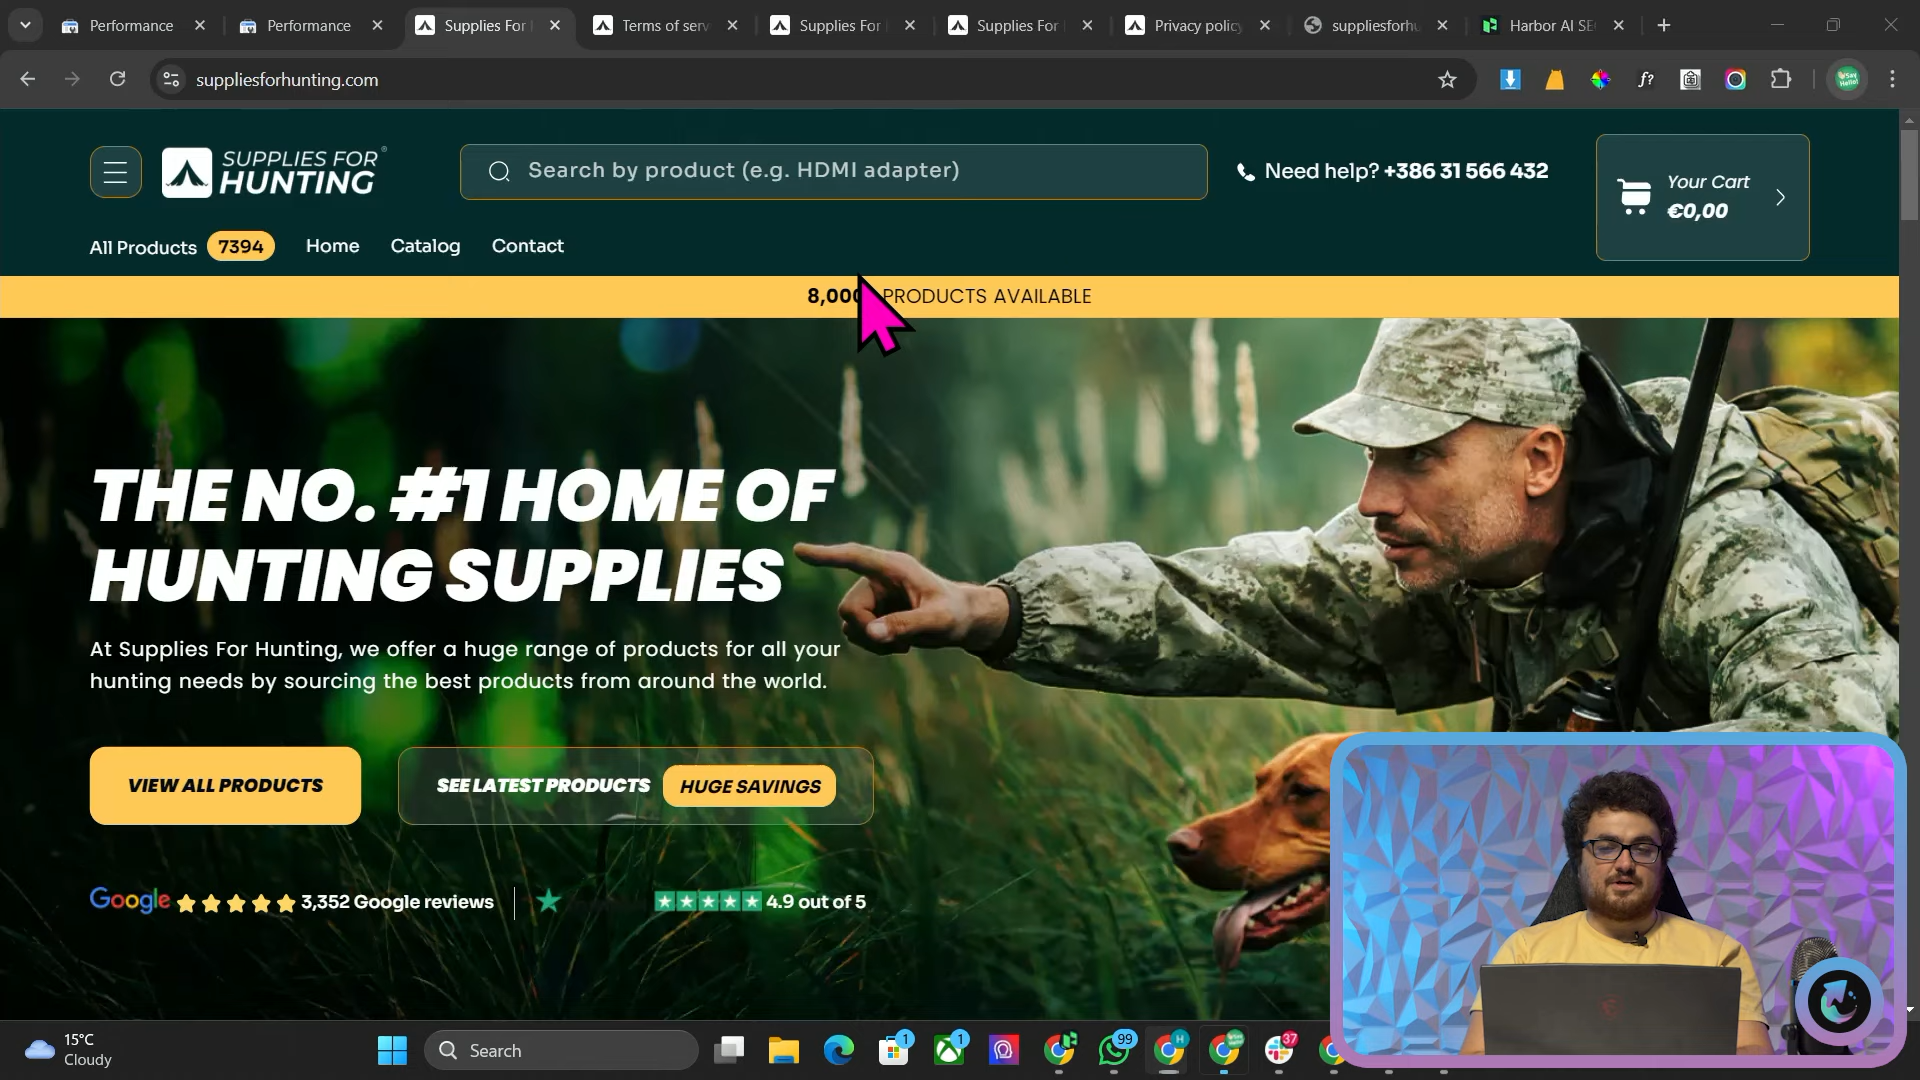 Performance
Performance
Supplies For
Terms of serv
Supplies For
Supplies For
Privacy policy
suppliesforhu
Harbor AI SE
suppliesforhunting.com
SUPPLIES FOR
HUNTING
Search by product (e.g. HDMI adapter)
Need help? +386 31 566 432
Your Cart
€0,00
All Products 7394 Home Catalog Contact
8,000 PRODUCTS AVAILABLE
THE NO. #1 HOME OF
HUNTING SUPPLIES
At Supplies For Hunting, we offer a huge range of products for all your
hunting needs by sourcing the best products from around the world.
VIEW ALL PRODUCTS
SEE LATEST PRODUCTS HUGE SAVINGS
Google 3,352 Google reviews
4.9 out of 5
15°C
Cloudy
Search
1
1
99
H
37